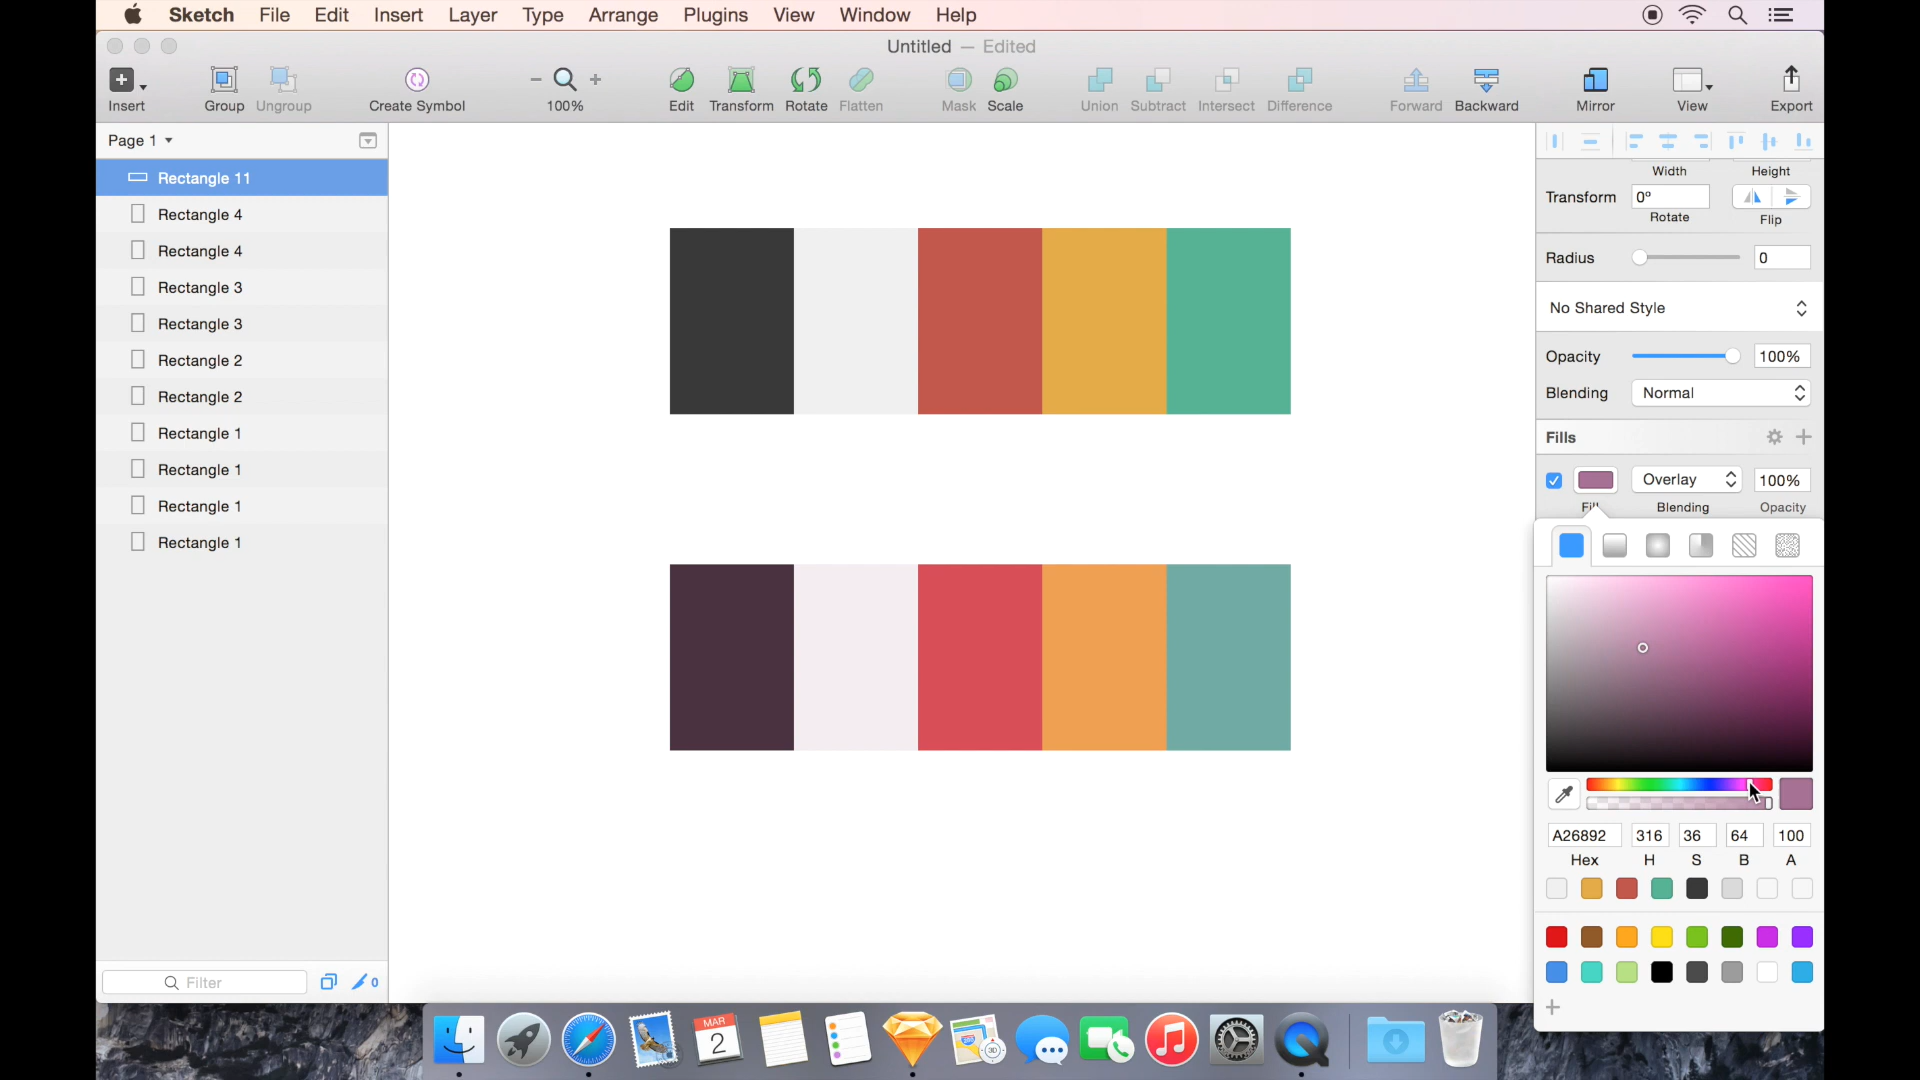 Sketch File Edit Insert Layer Type Arrange Plugins View Window Help
Untitled — Edited
Insert Group Ungroup Create Symbol 100% Edit Transform Rotate Flatten Mask Scale Union Subtract Intersect Difference Forward Backward Mirror View Export
Page 1
Rectangle 11
Rectangle 4
Rectangle 4
Rectangle 3
Rectangle 3
Rectangle 2
Rectangle 2
Rectangle 1
Rectangle 1
Rectangle 1
Rectangle 1
Filter 0
Width Height
Transform 0º
Rotate Flip
Radius 0
No Shared Style
Opacity 100%
Blending Normal
Fills
Overlay 100%
Fill Blending Opacity
A26892 316 36 64 100
Hex H S B A
MAR
2
3D